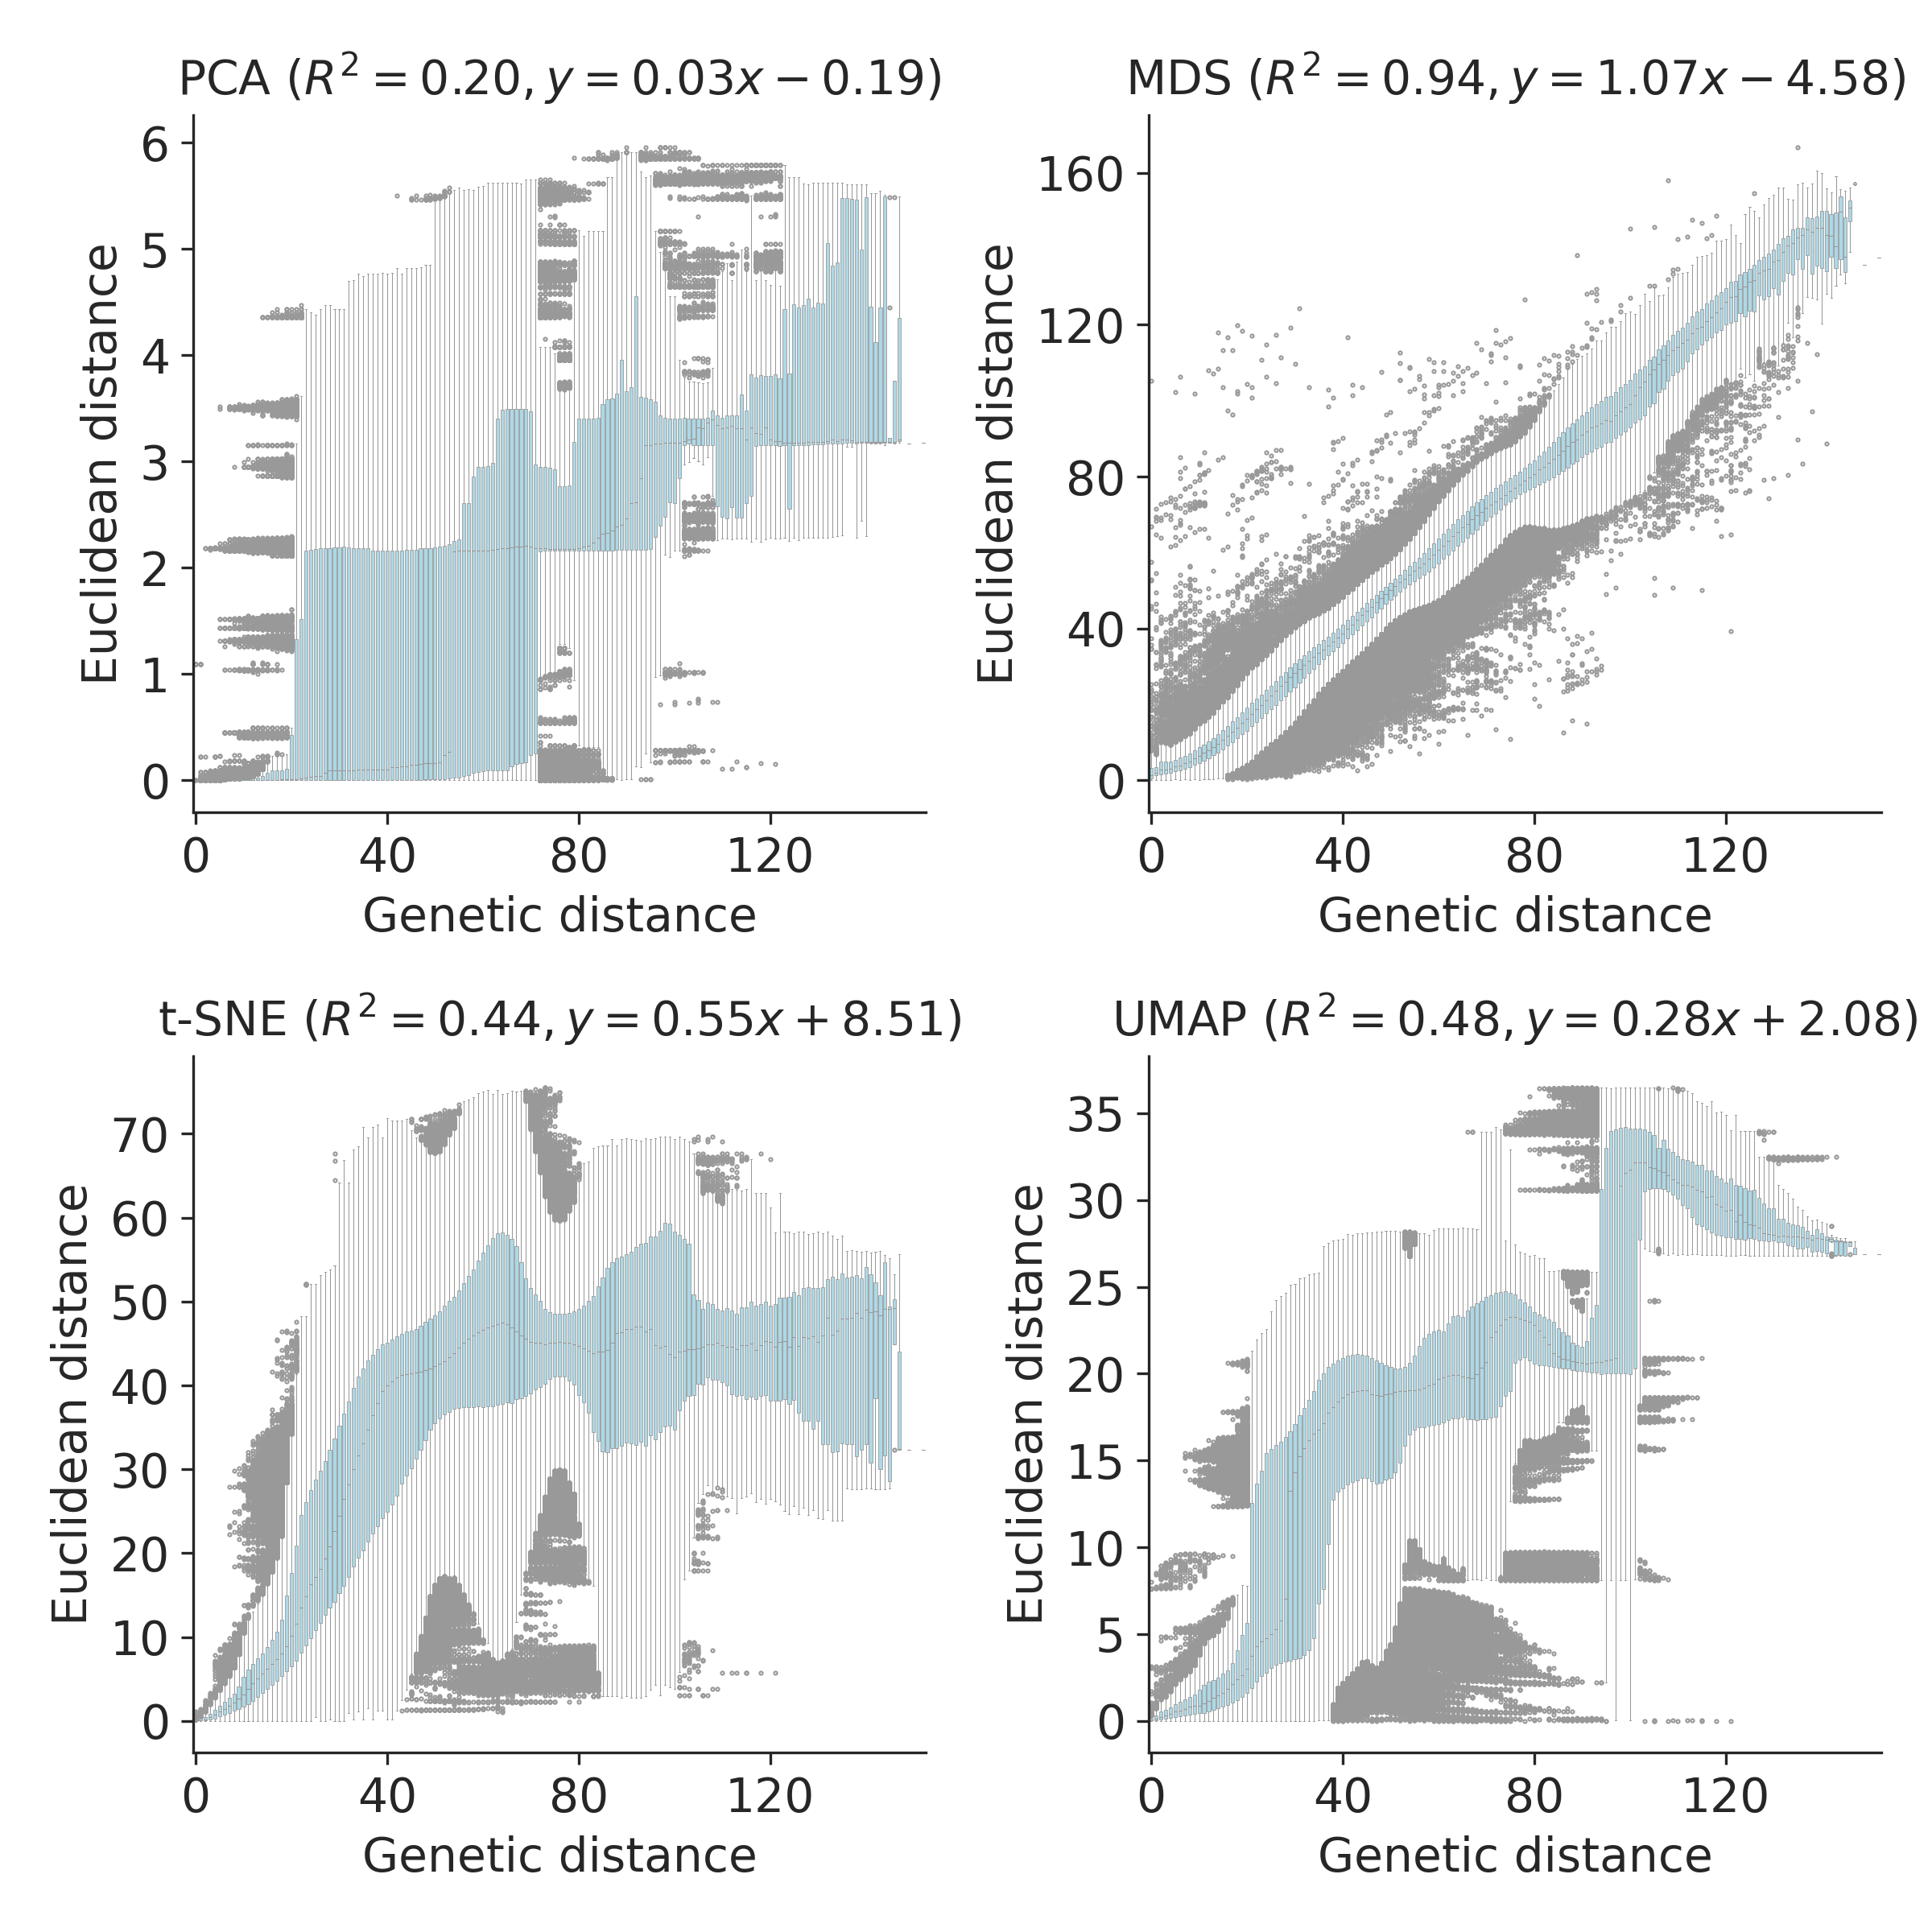 PCA (R² = 0.20, y = 0.03x − 0.19)
6
5
4
3
2
1
0
Euclidean distance
0 40 80 120
Genetic distance
MDS (R² = 0.94, y = 1.07x − 4.58)
160
120
80
40
0
Euclidean distance
0 40 80 120
Genetic distance
t-SNE (R² = 0.44, y = 0.55x + 8.51)
70
60
50
40
30
20
10
0
Euclidean distance
0 40 80 120
Genetic distance
UMAP (R² = 0.48, y = 0.28x + 2.08)
35
30
25
20
15
10
5
0
Euclidean distance
0 40 80 120
Genetic distance